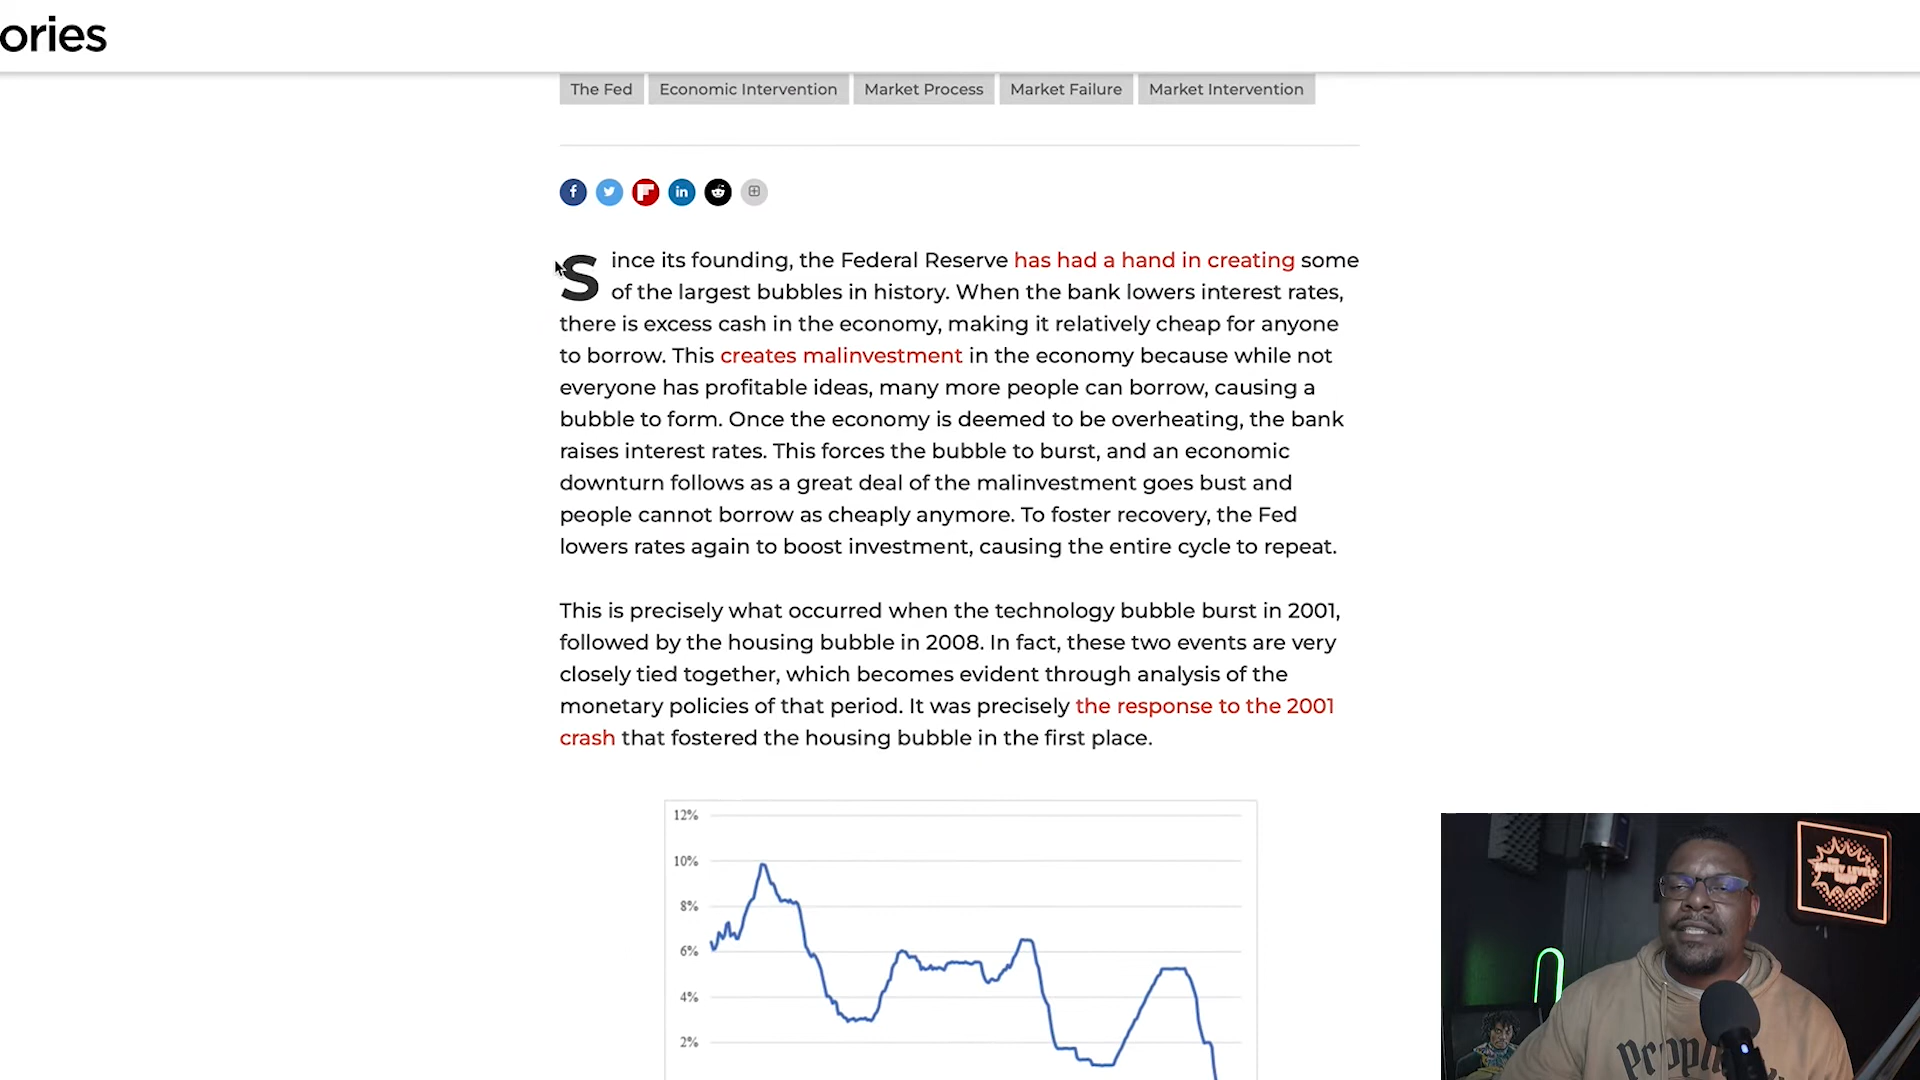 ories
The Fed
Economic Intervention
Market Process
Market Failure
Market Intervention
Since its founding, the Federal Reserve has had a hand in creating some
of the largest bubbles in history. When the bank lowers interest rates,
there is excess cash in the economy, making it relatively cheap for anyone
to borrow. This creates malinvestment in the economy because while not
everyone has profitable ideas, many more people can borrow, causing a
bubble to form. Once the economy is deemed to be overheating, the bank
raises interest rates. This forces the bubble to burst, and an economic
downturn follows as a great deal of the malinvestment goes bust and
people cannot borrow as cheaply anymore. To foster recovery, the Fed
lowers rates again to boost investment, causing the entire cycle to repeat.
This is precisely what occurred when the technology bubble burst in 2001,
followed by the housing bubble in 2008. In fact, these two events are very
closely tied together, which becomes evident through analysis of the
monetary policies of that period. It was precisely the response to the 2001
crash that fostered the housing bubble in the first place.
12%
10%
8%
6%
4%
2%